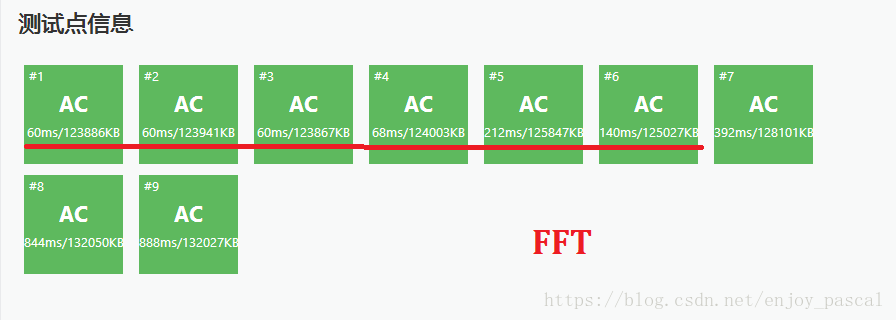 测试点信息
#1 #2 #3 #4 #5 #6 #7
AC AC AC AC AC AC AC
60ms/123886KB 60ms/123941KB 60ms/123867KB 68ms/124003KB 212ms/125847KB 140ms/125027KB 392ms/128101KB
#8 #9
AC AC
844ms/132050KB 888ms/132027KB
FFT
https://blog.csdn.net/enjoy_pascal